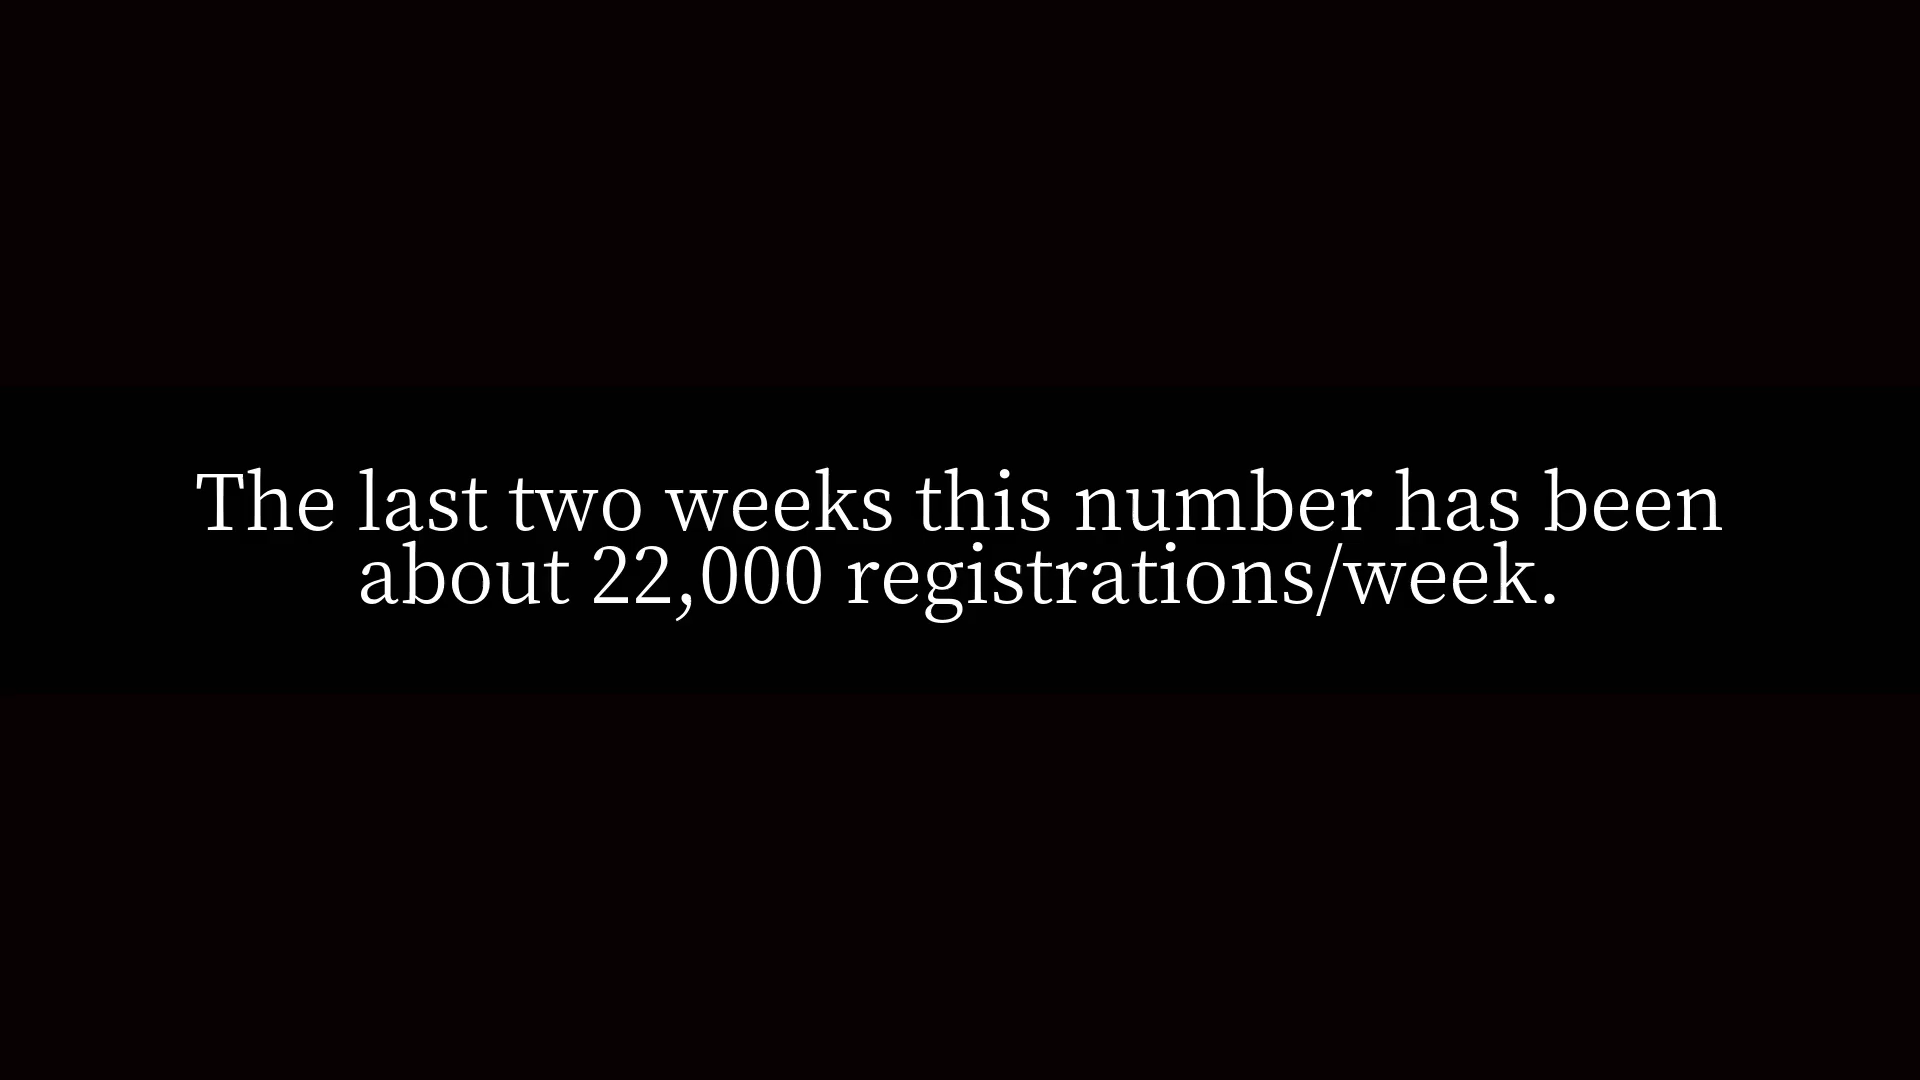 The last two weeks this number has been
about 22,000 registrations/week.